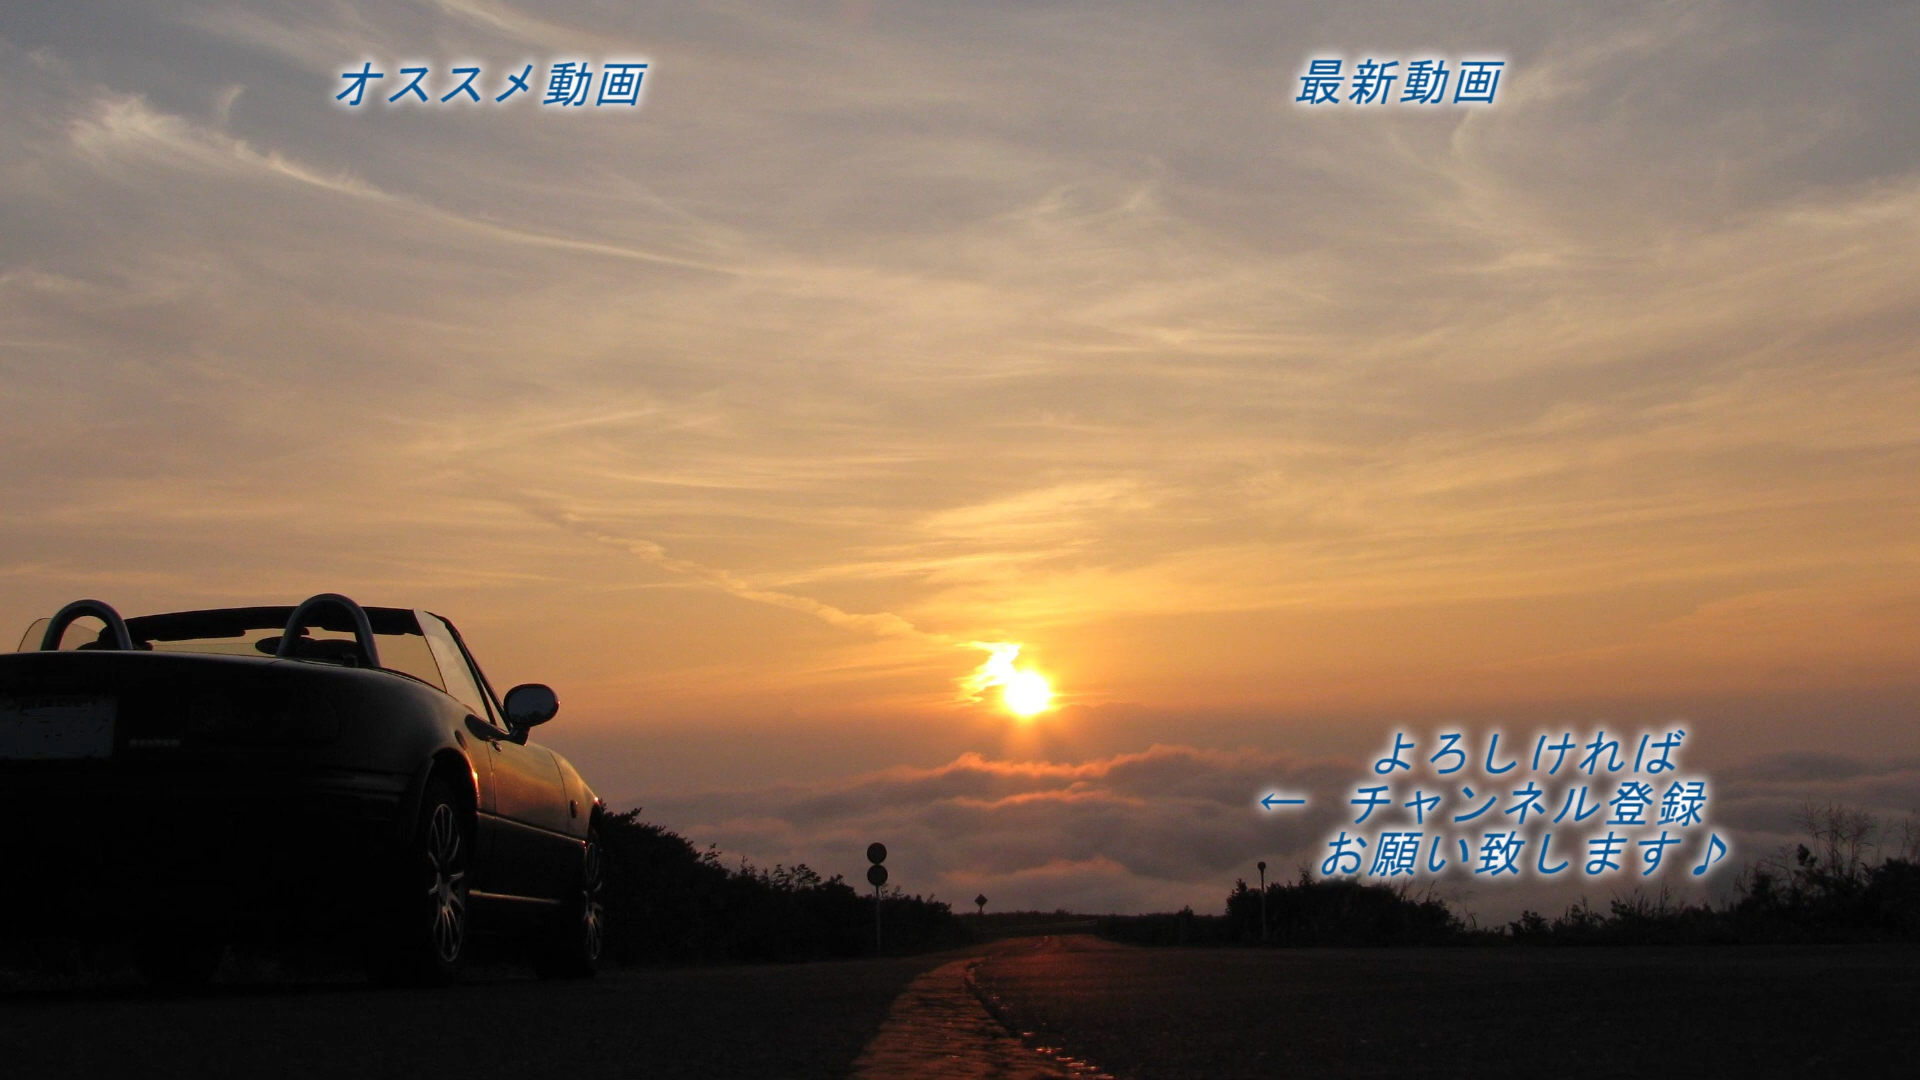 オススメ動画
最新動画
よろしければ
← チャンネル登録
お願い致します♪